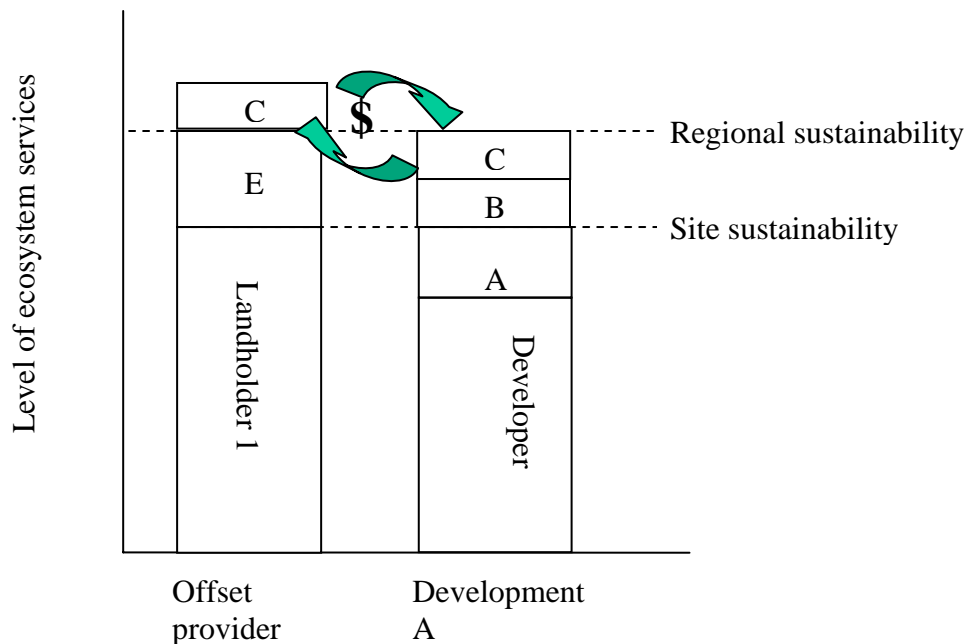 Level of ecosystem services
C
$
Regional sustainability
C
E
B
Site sustainability
A
Landholder 1
Developer
Offset
provider
Development
A